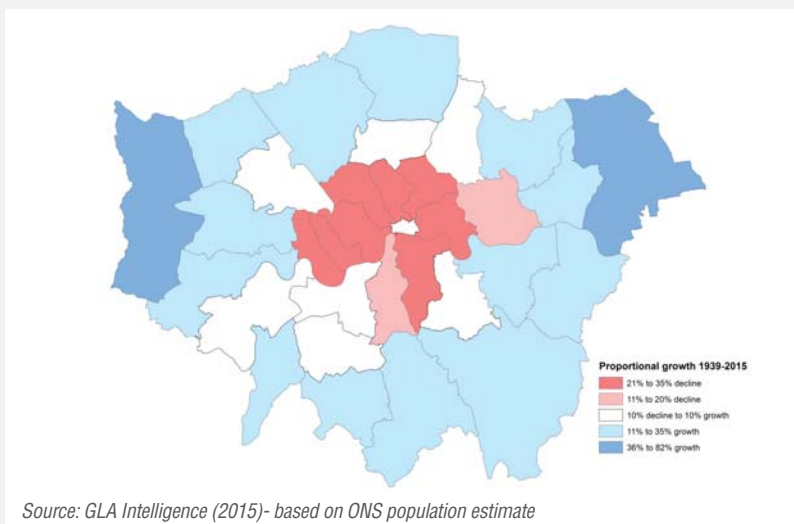 Proportional growth 1939-2015
21% to 35% decline
11% to 20% decline
10% decline to 10% growth
11% to 35% growth
36% to 82% growth
Source: GLA Intelligence (2015)- based on ONS population estimate